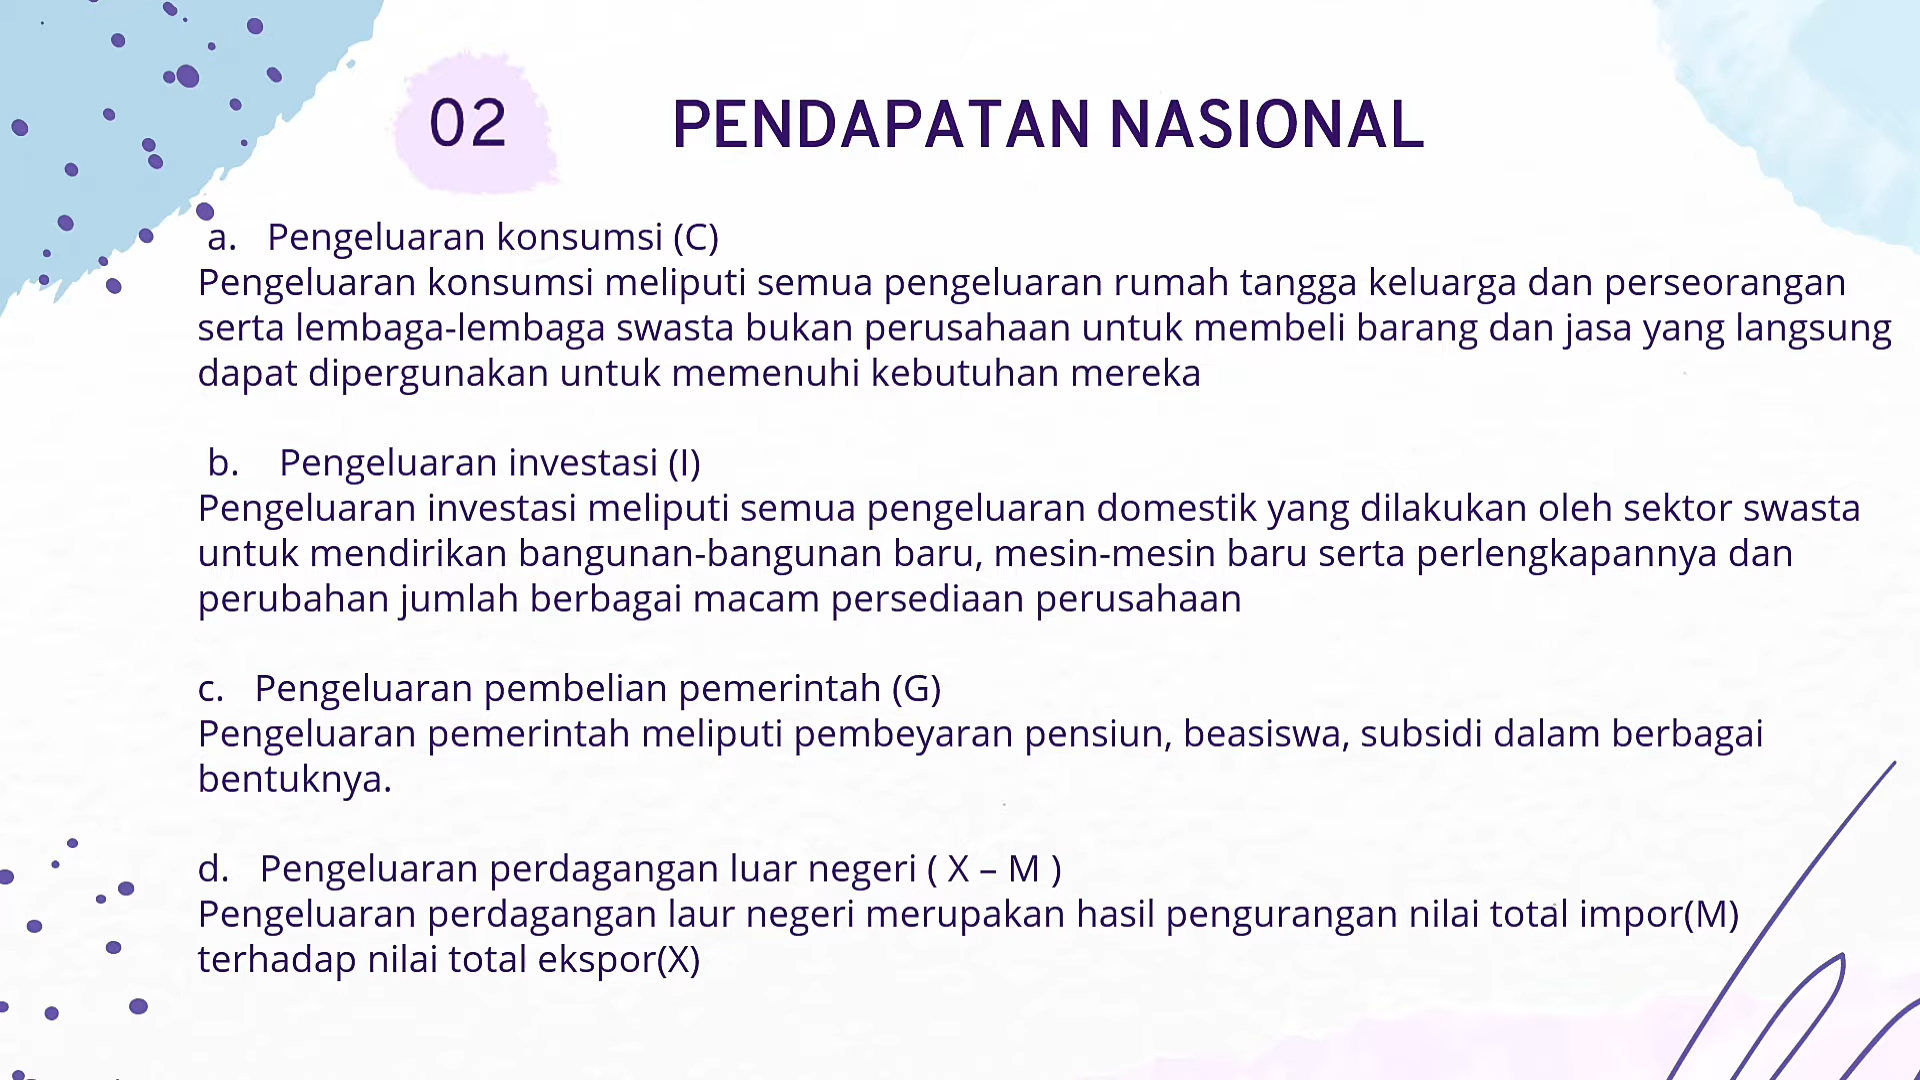 02
PENDAPATAN NASIONAL
a. Pengeluaran konsumsi (C)
Pengeluaran konsumsi meliputi semua pengeluaran rumah tangga keluarga dan perseorangan
serta lembaga-lembaga swasta bukan perusahaan untuk membeli barang dan jasa yang langsung
dapat dipergunakan untuk memenuhi kebutuhan mereka
b. Pengeluaran investasi (I)
Pengeluaran investasi meliputi semua pengeluaran domestik yang dilakukan oleh sektor swasta
untuk mendirikan bangunan-bangunan baru, mesin-mesin baru serta perlengkapannya dan
perubahan jumlah berbagai macam persediaan perusahaan
c. Pengeluaran pembelian pemerintah (G)
Pengeluaran pemerintah meliputi pembeyaran pensiun, beasiswa, subsidi dalam berbagai
bentuknya.
d. Pengeluaran perdagangan luar negeri ( X – M )
Pengeluaran perdagangan laur negeri merupakan hasil pengurangan nilai total impor(M)
terhadap nilai total ekspor(X)